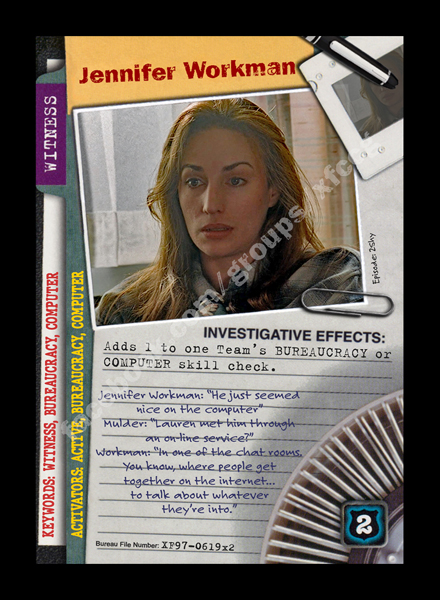 Jennifer Workman
WITNESS
KEYWORDS: WITNESS, BUREAUCRACY, COMPUTER
ACTIVATORS: ACTIVE, BUREAUCRACY, COMPUTER
Episode: 2Shy
INVESTIGATIVE EFFECTS:
Adds 1 to one Team's BUREAUCRACY or
COMPUTER skill check.
Jennifer Workman: "He just seemed
nice on the computer"
Mulder: "Lauren met him through
an on-line service?"
Workman: "In one of the chat rooms.
You know, where people get
together on the internet...
to talk about whatever
they're into."
2
Bureau File Number: XF97-0619x2